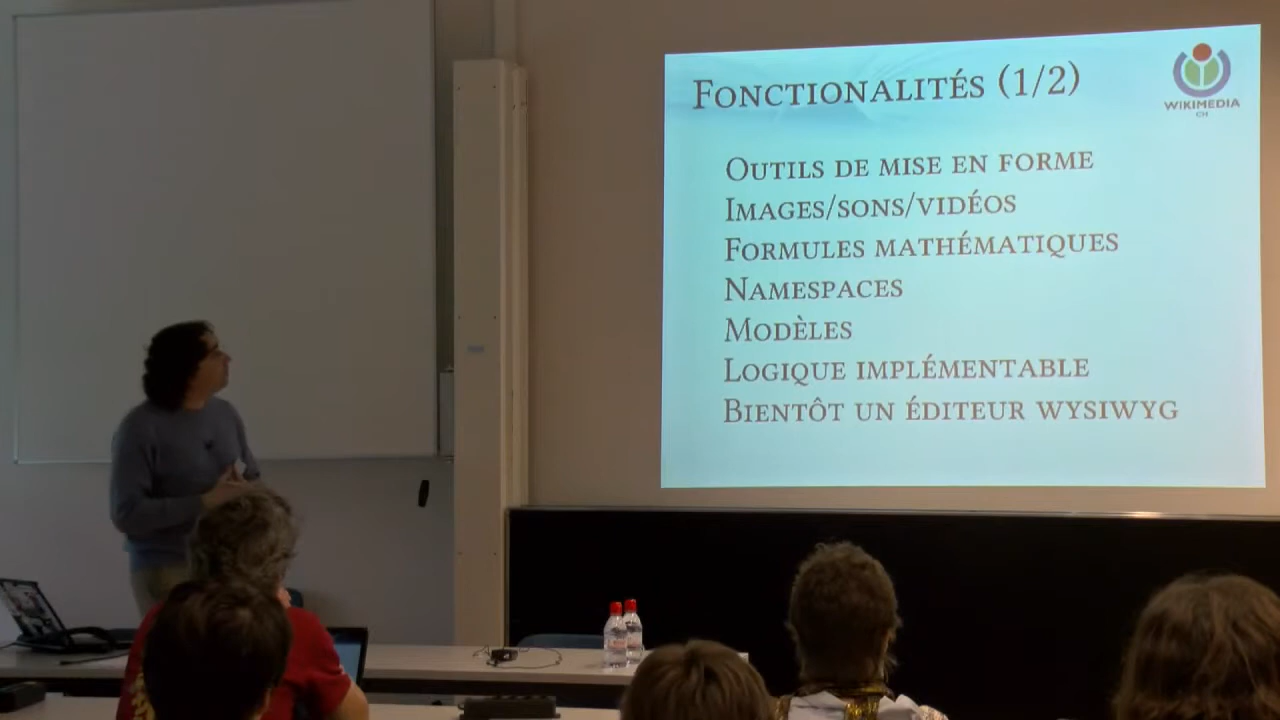 Fonctionalités (1/2)
WIKIMEDIA
CH
Outils de mise en forme
Images/sons/vidéos
Formules mathématiques
Namespaces
Modèles
Logique implémentable
Bientôt un éditeur wysiwyg